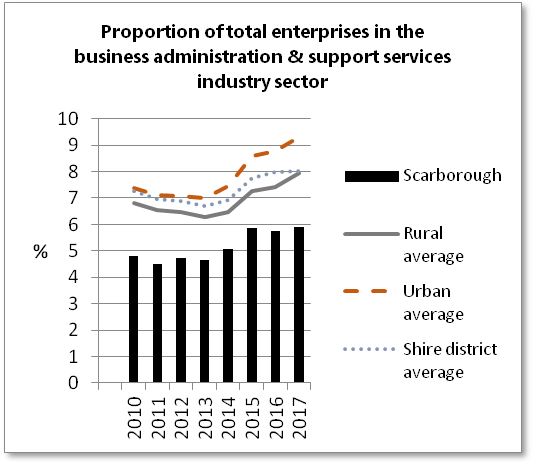 Proportion of total enterprises in the
business administration & support services
industry sector
10
9
8
7
6
5
4
3
2
1
0
%
2010
2011
2012
2013
2014
2015
2016
2017
Scarborough
Rural
average
Urban
average
Shire district
average